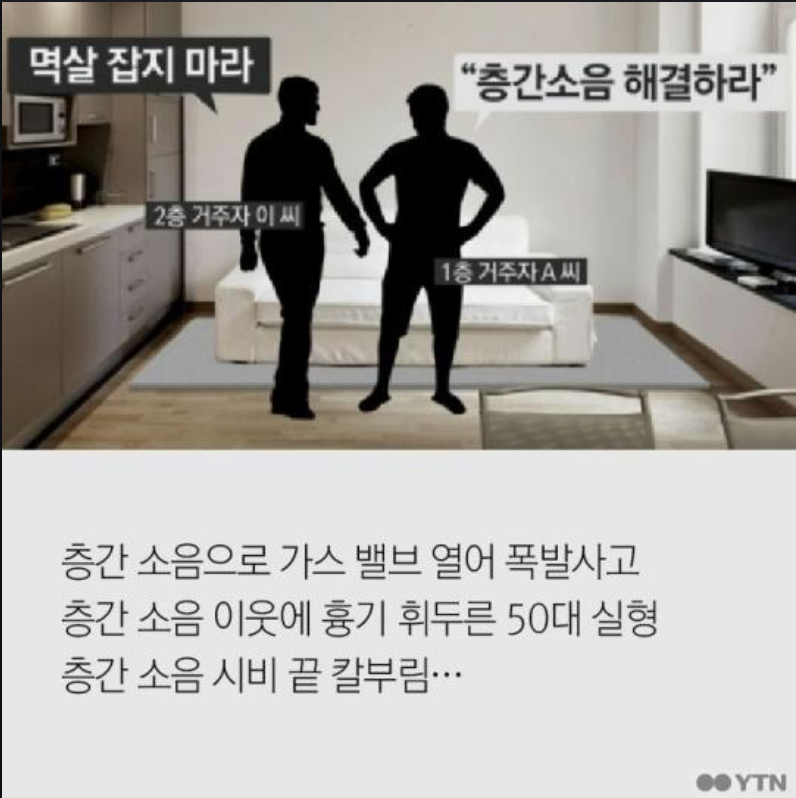 멱살 잡지 마라
“층간소음 해결하라”
2층 거주자 이 씨
1층 거주자 A 씨
층간 소음으로 가스 밸브 열어 폭발사고
층간 소음 이웃에 흉기 휘두른 50대 실형
층간 소음 시비 끝 칼부림…
YTN